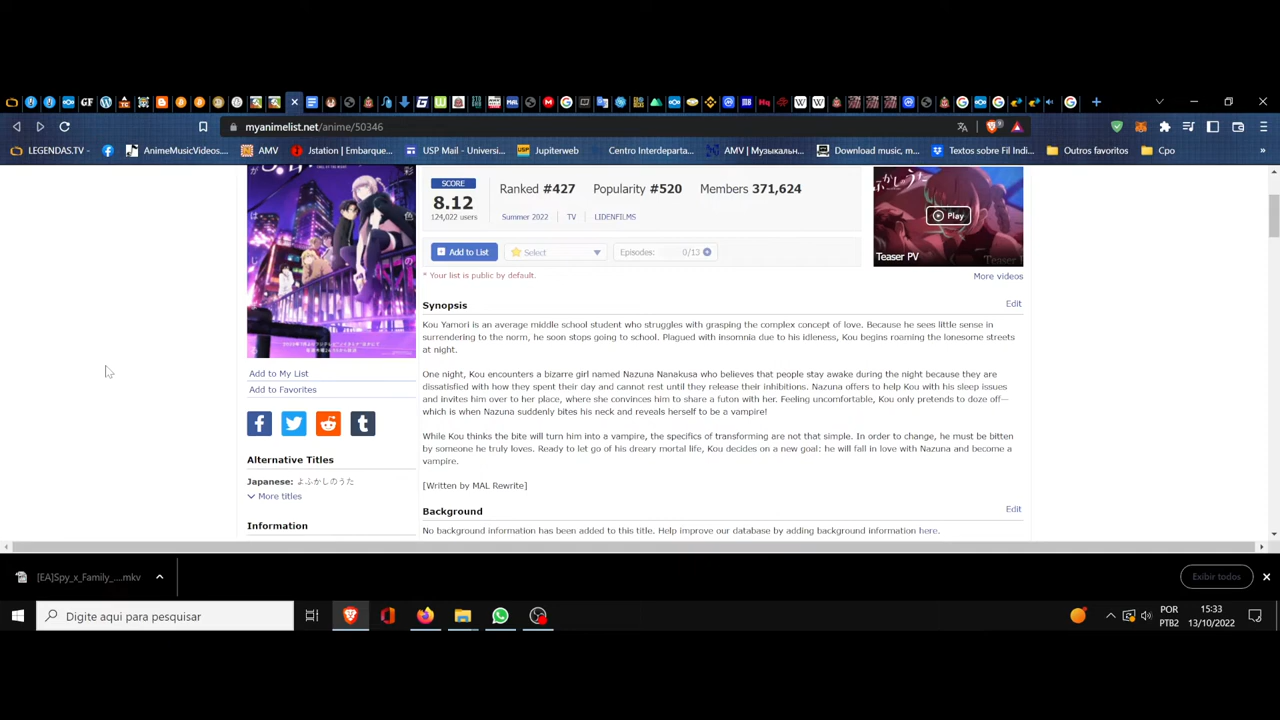 myanimelist.net/anime/50346
LEGENDAS.TV
AnimeMusicVideos...
AMV
Jstation | Embarque...
USP Mail - Universi...
Jupiterweb
Centro Interdeparta...
AMV | Музыкальн...
Download music, m...
Textos sobre Fil Indi...
Outros favoritos
Cpo
SCORE
8.12
124,022 users
Ranked #427 Popularity #520 Members 371,624
Summer 2022 TV LIDENFILMS
Add to List
Select
Episodes: 0/13
* Your list is public by default.
Play
Teaser PV
More videos
Synopsis
Edit
Kou Yamori is an average middle school student who struggles with grasping the complex concept of love. Because he sees little sense in
surrendering to the norm, he soon stops going to school. Plagued with insomnia due to his idleness, Kou begins roaming the lonesome streets
at night.
One night, Kou encounters a bizarre girl named Nazuna Nanakusa who believes that people stay awake during the night because they are
dissatisfied with how they spent their day and cannot rest until they release their inhibitions. Nazuna offers to help Kou with his sleep issues
and invites him over to her place, where she convinces him to share a futon with her. Feeling uncomfortable, Kou only pretends to doze off—
which is when Nazuna suddenly bites his neck and reveals herself to be a vampire!
While Kou thinks the bite will turn him into a vampire, the specifics of transforming are not that simple. In order to change, he must be bitten
by someone he truly loves. Ready to let go of his dreary mortal life, Kou decides on a new goal: he will fall in love with Nazuna and become a
vampire.
[Written by MAL Rewrite]
Background
Edit
No background information has been added to this title. Help improve our database by adding background information here.
Add to My List
Add to Favorites
Alternative Titles
Japanese: よふかしのうた
More titles
Information
[EA]Spy_x_Family_....mkv
Exibir todos
Digite aqui para pesquisar
POR
PTB2
15:33
13/10/2022